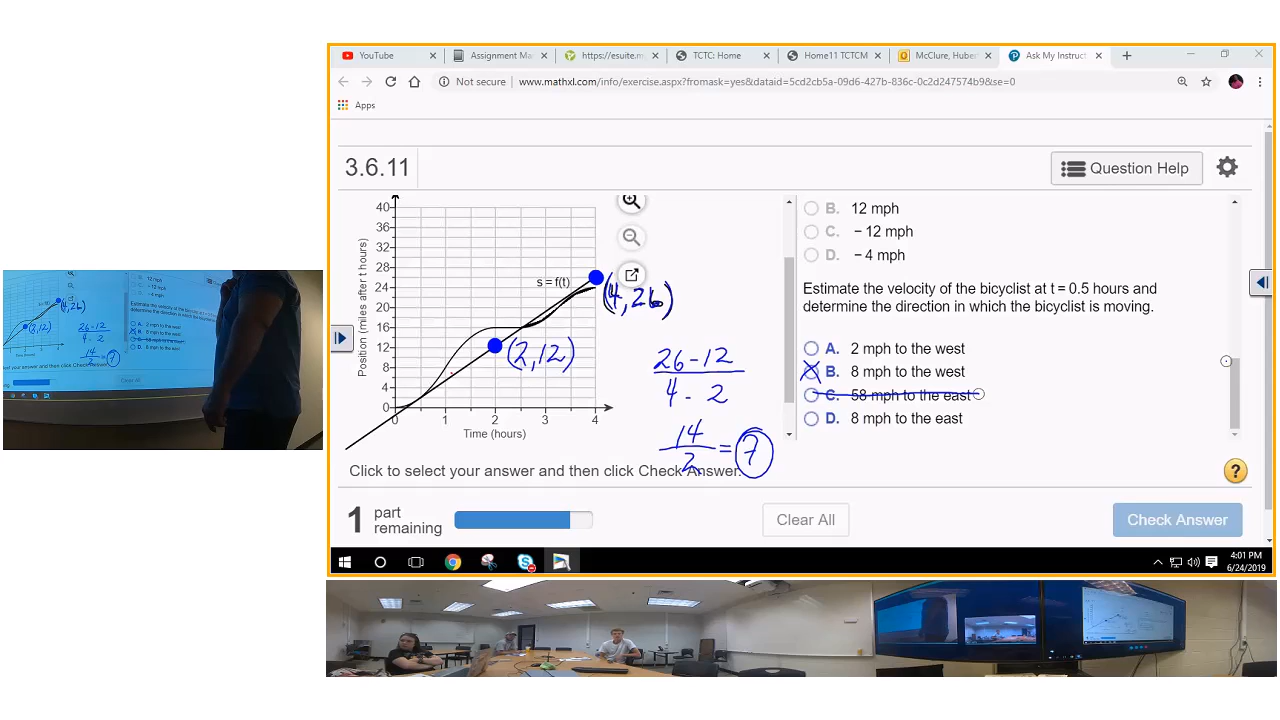 YouTube
Assignment Ma
https://esuite.m
TCTC: Home
Home11 TCTCM
McClure, Huber
Ask My Instruct
Not secure
www.mathxl.com/info/exercise.aspx?fromask=yes&dataid=5cd2cb5a-09d6-427b-836c-0c2d247574b9&se=0
Apps
3.6.11
Question Help
Position (miles after t hours)
40
36
32
28
24
20
16
12
8
4
0
0
1
2
3
4
Time (hours)
s = f(t)
(4,26)
(2,12)
26-12
4 - 2
14
2
= 7
B. 12 mph
C. − 12 mph
D. − 4 mph
Estimate the velocity of the bicyclist at t = 0.5 hours and
determine the direction in which the bicyclist is moving.
A. 2 mph to the west
B. 8 mph to the west
C. 58 mph to the east
D. 8 mph to the east
Click to select your answer and then click Check Answer.
?
1 part
remaining
Clear All
Check Answer
4:01 PM
6/24/2019